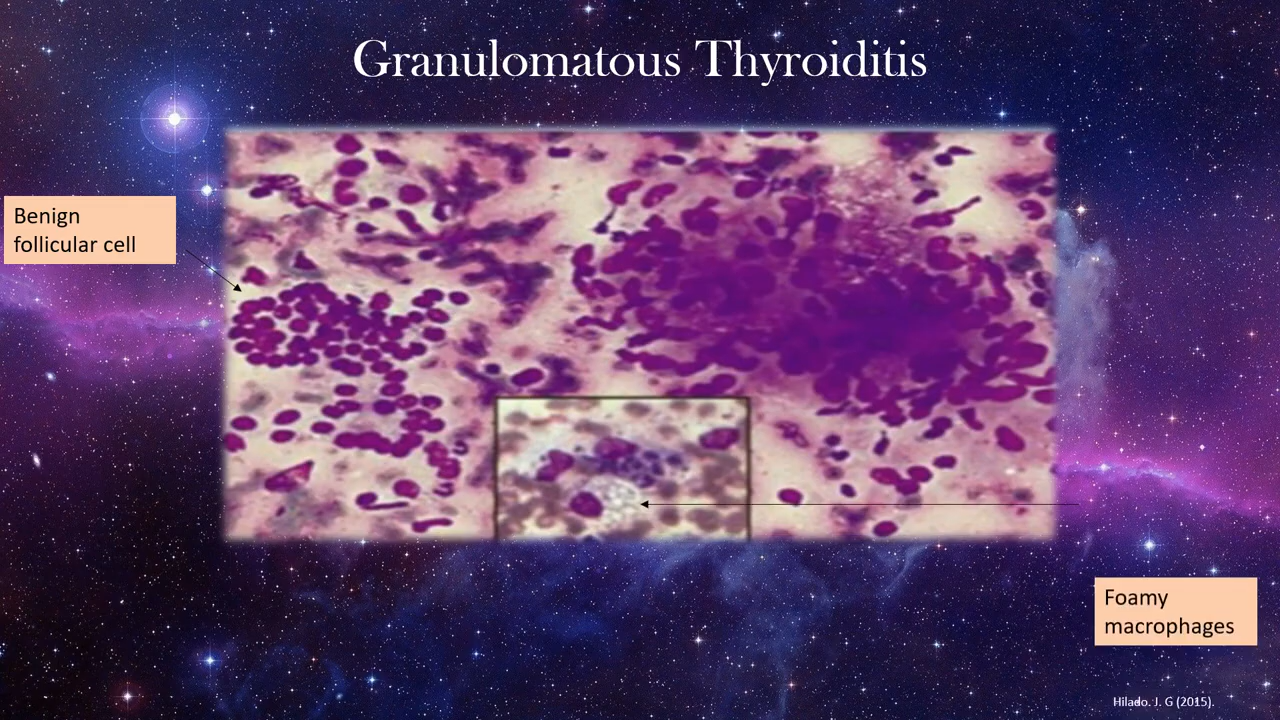 Granulomatous Thyroiditis
Benign
follicular cell
Foamy
macrophages
Hilado. J. G (2015).